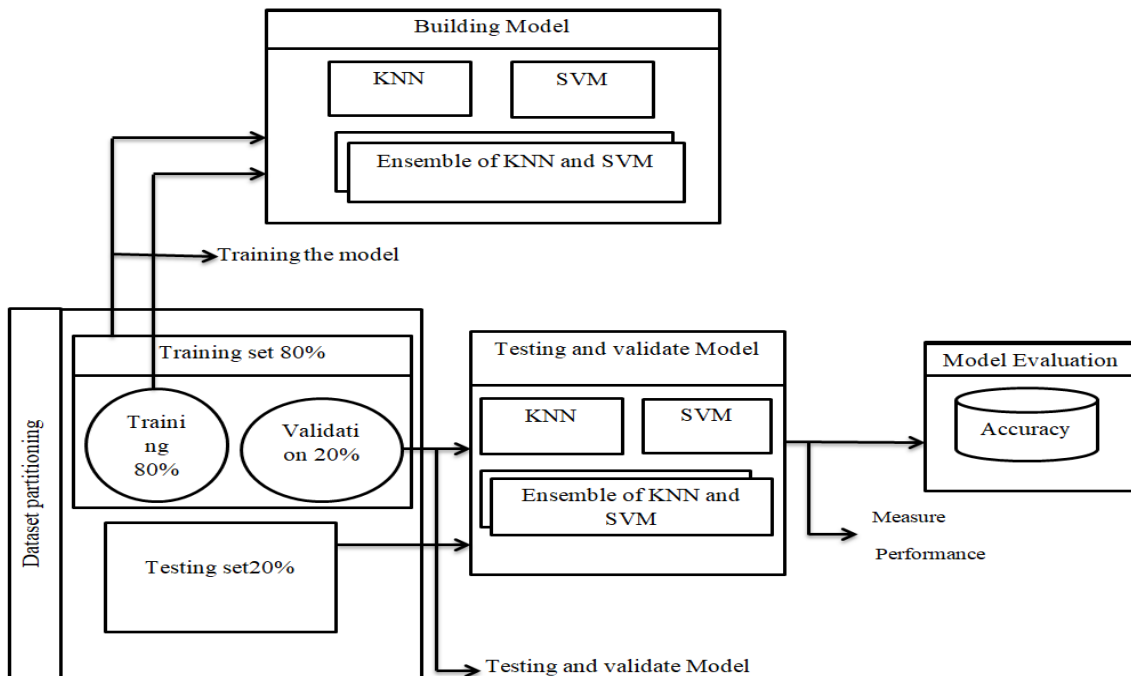 Building Model
KNN
SVM
Ensemble of KNN and SVM
Training the model
Dataset partitioning
Training set 80%
Traini
ng
80%
Validati
on 20%
Testing set20%
Testing and validate Model
KNN
SVM
Ensemble of KNN and
SVM
Model Evaluation
Accuracy
Measure
Performance
Testing and validate Model